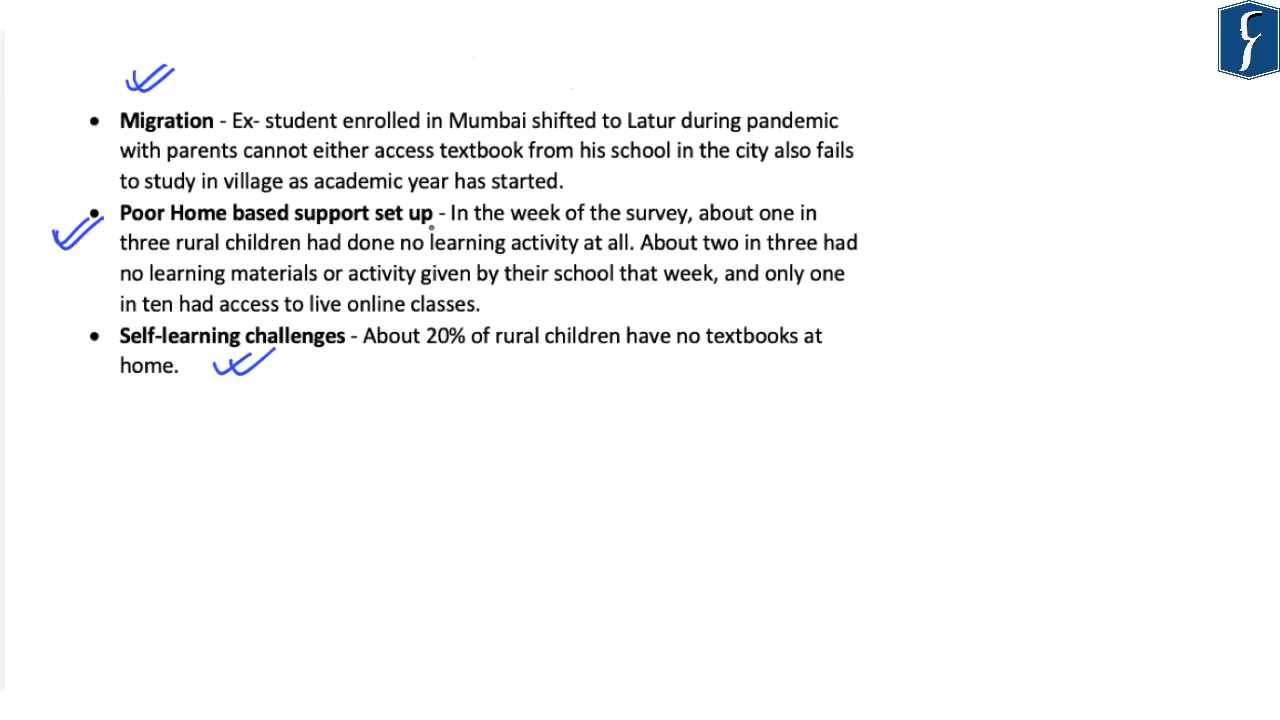 • Migration - Ex- student enrolled in Mumbai shifted to Latur during pandemic
with parents cannot either access textbook from his school in the city also fails
to study in village as academic year has started.
• Poor Home based support set up - In the week of the survey, about one in
three rural children had done no learning activity at all. About two in three had
no learning materials or activity given by their school that week, and only one
in ten had access to live online classes.
• Self-learning challenges - About 20% of rural children have no textbooks at
home.